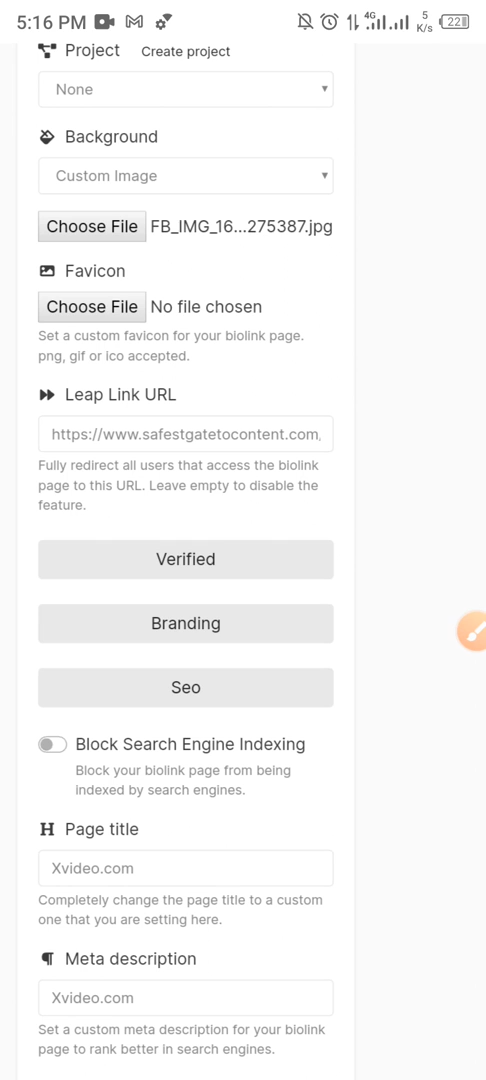 5:16 PM 4G 5 K/s 22
Project Create project
None
Background
Custom Image
Choose File FB_IMG_16...275387.jpg
Favicon
Choose File No file chosen
Set a custom favicon for your biolink page.
png, gif or ico accepted.
Leap Link URL
https://www.safestgatetocontent.com,
Fully redirect all users that access the biolink
page to this URL. Leave empty to disable the
feature.
Verified
Branding
Seo
Block Search Engine Indexing
Block your biolink page from being
indexed by search engines.
Page title
Xvideo.com
Completely change the page title to a custom
one that you are setting here.
Meta description
Xvideo.com
Set a custom meta description for your biolink
page to rank better in search engines.